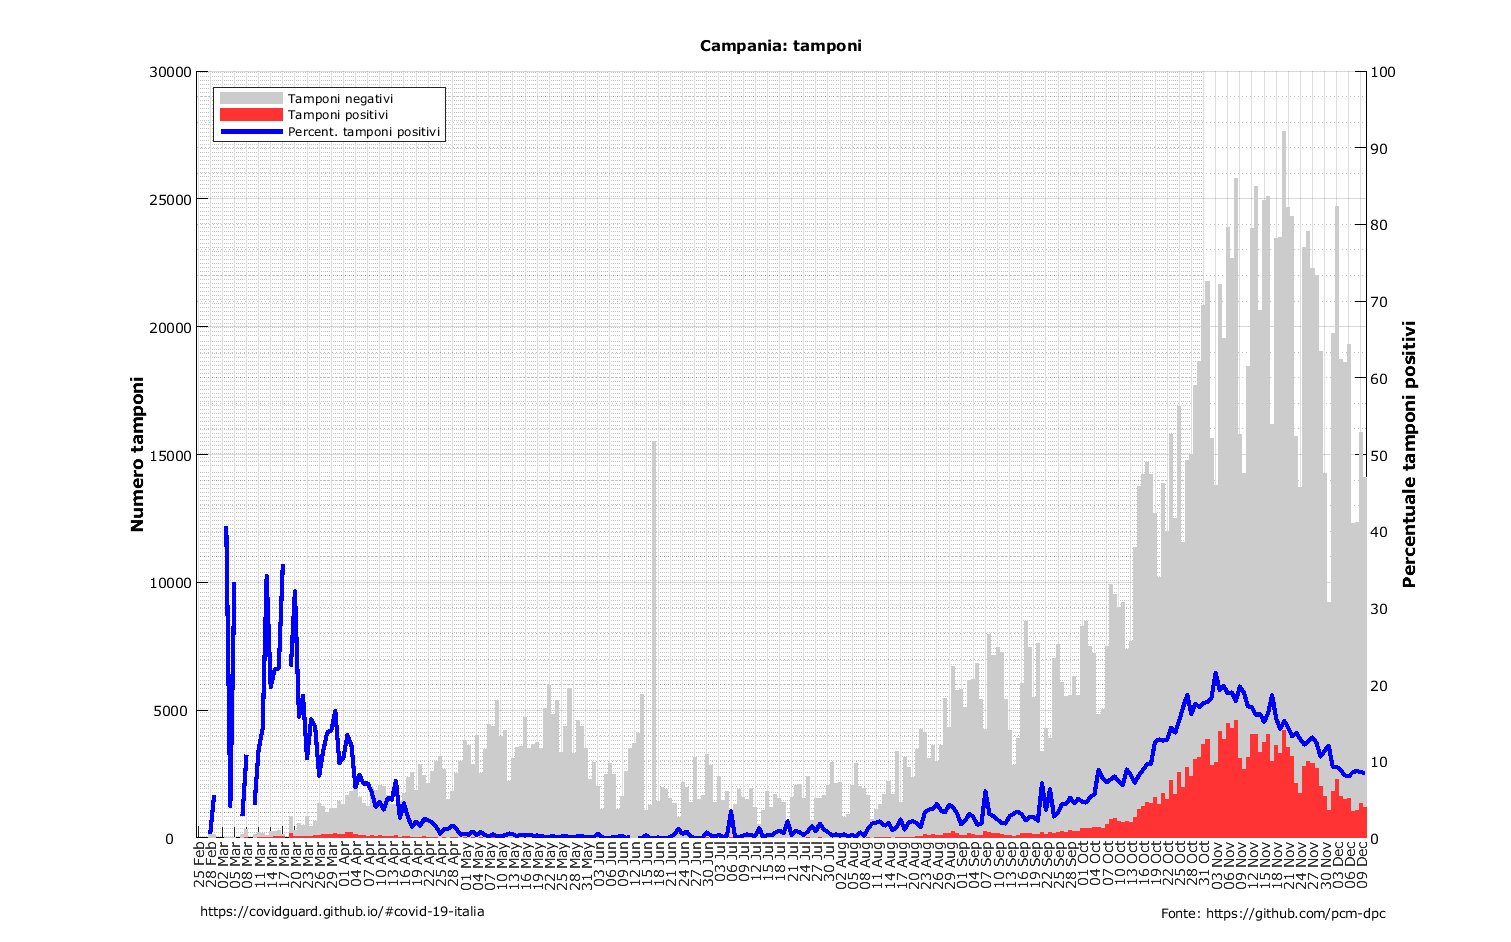 Campania: tamponi
30000
25000
20000
15000
10000
5000
0
Numero tamponi
Tamponi negativi
Tamponi positivi
Percent. tamponi positivi
100
90
80
70
60
50
40
30
20
10
0
Percentuale tamponi positivi
25 Feb
28 Feb
02 Mar
05 Mar
08 Mar
11 Mar
14 Mar
17 Mar
20 Mar
23 Mar
26 Mar
29 Mar
01 Apr
04 Apr
07 Apr
10 Apr
13 Apr
16 Apr
19 Apr
22 Apr
25 Apr
28 Apr
01 May
04 May
07 May
10 May
13 May
16 May
19 May
22 May
25 May
28 May
31 May
03 Jun
06 Jun
09 Jun
12 Jun
15 Jun
18 Jun
21 Jun
24 Jun
27 Jun
30 Jun
03 Jul
06 Jul
09 Jul
12 Jul
15 Jul
18 Jul
21 Jul
24 Jul
27 Jul
30 Jul
02 Aug
05 Aug
08 Aug
11 Aug
14 Aug
17 Aug
20 Aug
23 Aug
26 Aug
29 Aug
01 Sep
04 Sep
07 Sep
10 Sep
13 Sep
16 Sep
19 Sep
22 Sep
25 Sep
28 Sep
01 Oct
04 Oct
07 Oct
10 Oct
13 Oct
16 Oct
19 Oct
22 Oct
25 Oct
28 Oct
31 Oct
03 Nov
06 Nov
09 Nov
12 Nov
15 Nov
18 Nov
21 Nov
24 Nov
27 Nov
30 Nov
03 Dec
06 Dec
09 Dec
https://covidguard.github.io/#covid-19-italia
Fonte: https://github.com/pcm-dpc